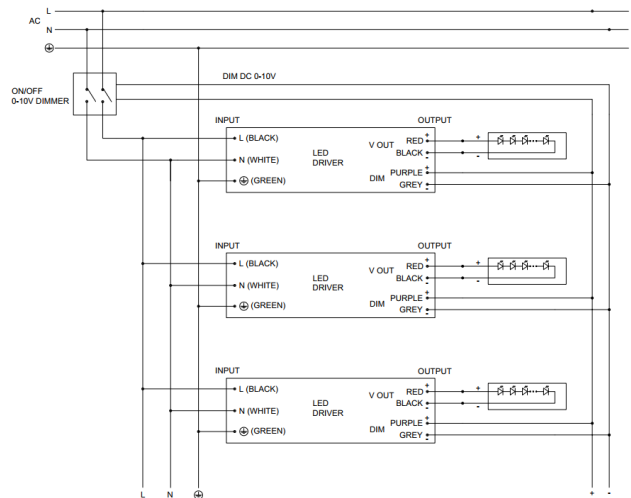 L
AC
N
DIM DC 0-10V
ON/OFF
0-10V DIMMER
INPUT
OUTPUT
L (BLACK)
N (WHITE)
(GREEN)
LED
DRIVER
V OUT
RED +
BLACK -
DIM
PURPLE +
GREY -
+
-
INPUT
OUTPUT
L (BLACK)
N (WHITE)
(GREEN)
LED
DRIVER
V OUT
RED +
BLACK -
DIM
PURPLE +
GREY -
+
-
INPUT
OUTPUT
L (BLACK)
N (WHITE)
(GREEN)
LED
DRIVER
V OUT
RED +
BLACK -
DIM
PURPLE +
GREY -
+
-
L N + -